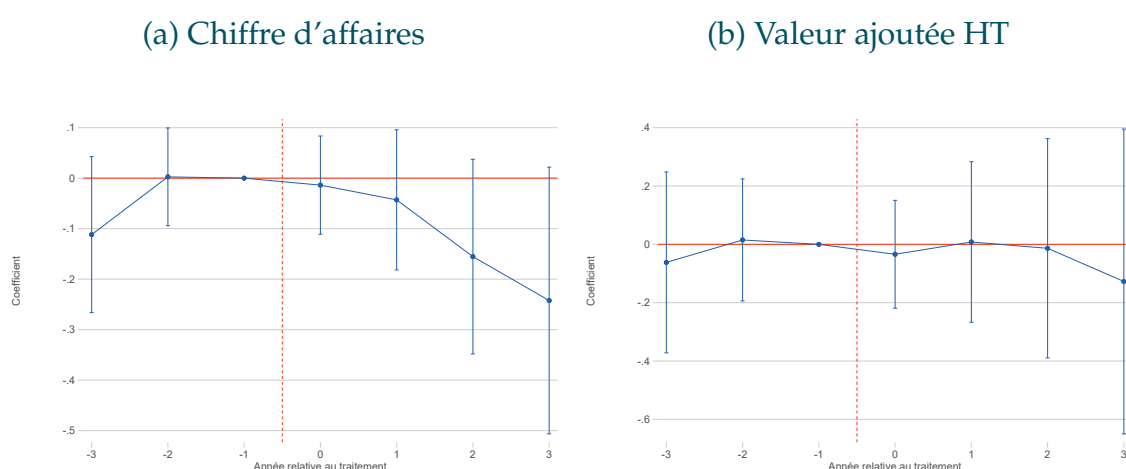 (a) Chiffre d'affaires
(b) Valeur ajoutée HT
.1
0
-.1
-.2
-.3
-.4
-.5
Coefficient
-3 -2 -1 0 1 2 3
Année relative au traitement
.4
.2
0
-.2
-.4
-.6
Coefficient
-3 -2 -1 0 1 2 3
Année relative au traitement